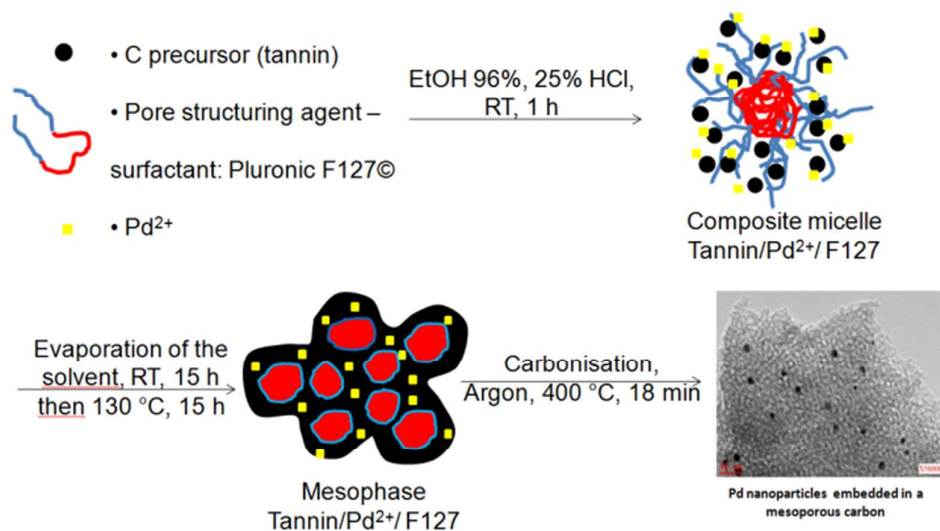 • C precursor (tannin)
• Pore structuring agent –
surfactant: Pluronic F127©
• Pd²⁺
EtOH 96%, 25% HCl,
RT, 1 h
Composite micelle
Tannin/Pd²⁺/ F127
Evaporation of the
solvent, RT, 15 h
then 130 °C, 15 h
Mesophase
Tannin/Pd²⁺/ F127
Carbonisation,
Argon, 400 °C, 18 min
Pd nanoparticles embedded in a
mesoporous carbon